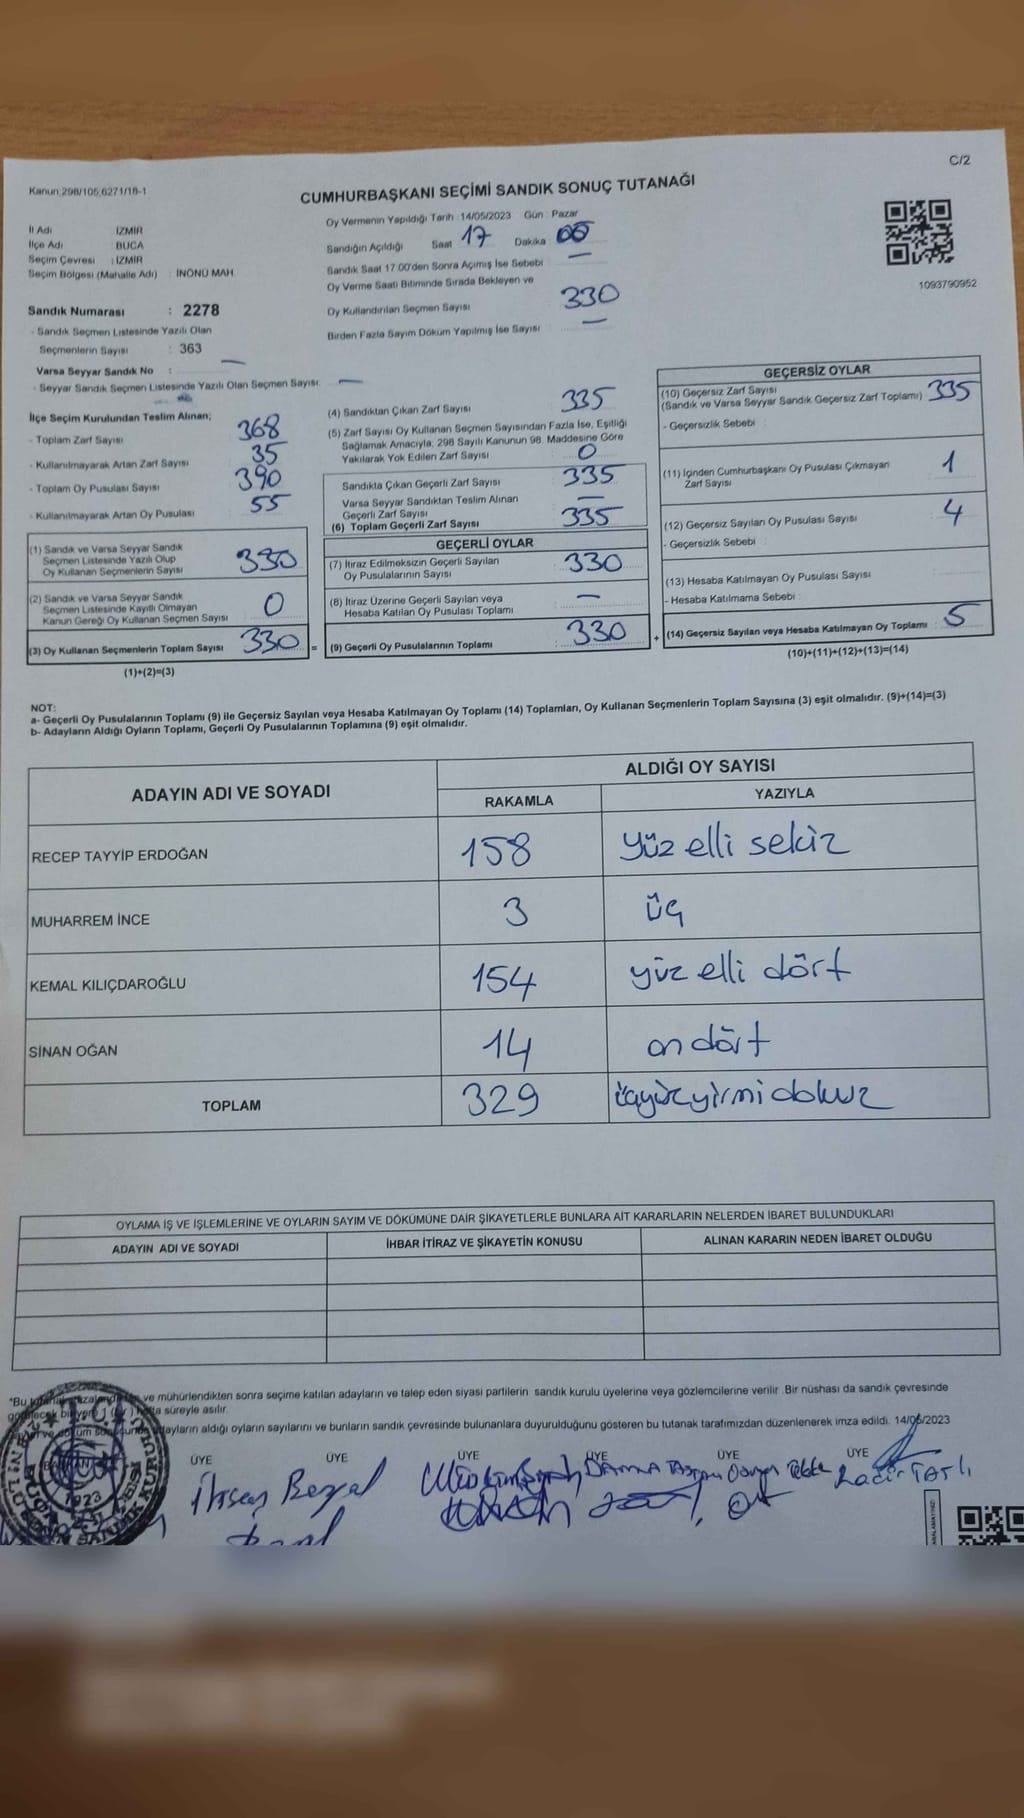 C/2
Kanun:298/105,6271/18-1
CUMHURBAŞKANI SEÇİMİ SANDIK SONUÇ TUTANAĞI
İl Adı : İZMİR
İlçe Adı : BUCA
Seçim Çevresi : İZMİR
Seçim Bölgesi (Mahalle Adı) : İNÖNÜ MAH.
Oy Vermenin Yapıldığı Tarih : 14/05/2023 Gün : Pazar
Sandığın Açıldığı Saat 17 Dakika : 00
Sandık Saat 17.00'den Sonra Açımış İse Sebebi —
Oy Verme Saati Bitiminde Sırada Bekleyen ve
Oy Kullandırılan Seçmen Sayısı : 330
Birden Fazla Sayım Döküm Yapılmış İse Sayısı —
1093790952
Sandık Numarası : 2278
- Sandık Seçmen Listesinde Yazılı Olan
Seçmenlerin Sayısı : 363
Varsa Seyyar Sandık No : —
- Seyyar Sandık Seçmen Listesinde Yazılı Olan Seçmen Sayısı: —
İlçe Seçim Kurulundan Teslim Alınan;
- Toplam Zarf Sayısı 368
- Kullanılmayarak Artan Zarf Sayısı 35
- Toplam Oy Pusulası Sayısı 390
- Kullanılmayarak Artan Oy Pusulası 55
(1) Sandık ve Varsa Seyyar Sandık
Seçmen Listesinde Yazılı Olup
Oy Kullanan Seçmenlerin Sayısı 330
(2) Sandık ve Varsa Seyyar Sandık
Seçmen Listesinde Kayıtlı Olmayan
Kanun Gereği Oy Kullanan Seçmen Sayısı 0
(3) Oy Kullanan Seçmenlerin Toplam Sayısı 330 =
(1)+(2)=(3)
(4) Sandıktan Çıkan Zarf Sayısı 335
(5) Zarf Sayısı Oy Kullanan Seçmen Sayısından Fazla İse, Eşitliği
Sağlamak Amacıyla; 298 Sayılı Kanunun 98. Maddesine Göre
Yakılarak Yok Edilen Zarf Sayısı : 0
Sandıkta Çıkan Geçerli Zarf Sayısı : 335
Varsa Seyyar Sandıktan Teslim Alınan
Geçerli Zarf Sayısı —
(6) Toplam Geçerli Zarf Sayısı : 335
GEÇERLİ OYLAR
(7) İtiraz Edilmeksizin Geçerli Sayılan
Oy Pusulalarının Sayısı : 330
(8) İtiraz Üzerine Geçerli Sayılan veya
Hesaba Katılan Oy Pusulası Toplamı : —
(9) Geçerli Oy Pusulalarının Toplamı : 330 +
GEÇERSİZ OYLAR
(10) Geçersiz Zarf Sayısı
(Sandık ve Varsa Seyyar Sandık Geçersiz Zarf Toplamı) : 335
- Geçersizlik Sebebi :
(11) İçinden Cumhurbaşkanı Oy Pusulası Çıkmayan
Zarf Sayısı 1
(12) Geçersiz Sayılan Oy Pusulası Sayısı 4
- Geçersizlik Sebebi :
(13) Hesaba Katılmayan Oy Pusulası Sayısı
- Hesaba Katılmama Sebebi :
(14) Geçersiz Sayılan veya Hesaba Katılmayan Oy Toplamı : 5
(10)+(11)+(12)+(13)=(14)
NOT:
a- Geçerli Oy Pusulalarının Toplamı (9) ile Geçersiz Sayılan veya Hesaba Katılmayan Oy Toplamı (14) Toplamları, Oy Kullanan Seçmenlerin Toplam Sayısına (3) eşit olmalıdır. (9)+(14)=(3)
b- Adayların Aldığı Oyların Toplamı, Geçerli Oy Pusulalarının Toplamına (9) eşit olmalıdır.
ADAYIN ADI VE SOYADI
ALDIĞI OY SAYISI
RAKAMLA YAZIYLA
RECEP TAYYİP ERDOĞAN 158 yüz elli sekiz
MUHARREM İNCE 3 üç
KEMAL KILIÇDAROĞLU 154 yüz elli dört
SİNAN OĞAN 14 on dört
TOPLAM 329 üçyüzyirmidokuz
OYLAMA İŞ VE İŞLEMLERİNE VE OYLARIN SAYIM VE DÖKÜMÜNE DAİR ŞİKAYETLERLE BUNLARA AİT KARARLARIN NELERDEN İBARET BULUNDUKLARI
ADAYIN ADI VE SOYADI İHBAR İTİRAZ VE ŞİKAYETİN KONUSU ALINAN KARARIN NEDEN İBARET OLDUĞU
*Bu ve mühürlendikten sonra seçime katılan adayların ve talep eden siyasi partilerin sandık kurulu üyelerine veya gözlemcilerine verilir. Bir nüshası da sandık çevresinde
hafta süreyle asılır.
adayların aldığı oyların sayılarını ve bunların sandık çevresinde bulunanlara duyurulduğunu gösteren bu tutanak tarafımızdan düzenlenerek imza edildi. 14/05/2023
ÜYE ÜYE ÜYE ÜYE ÜYE ÜYE
1923